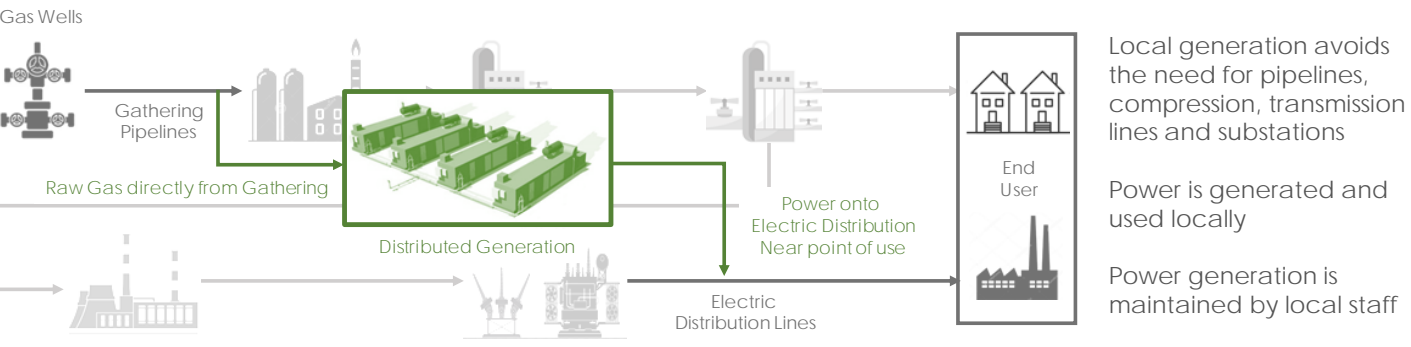 Gas Wells
Gathering
Pipelines
Raw Gas directly from Gathering
Distributed Generation
Power onto
Electric Distribution
Near point of use
Electric
Distribution Lines
End
User
Local generation avoids
the need for pipelines,
compression, transmission
lines and substations
Power is generated and
used locally
Power generation is
maintained by local staff